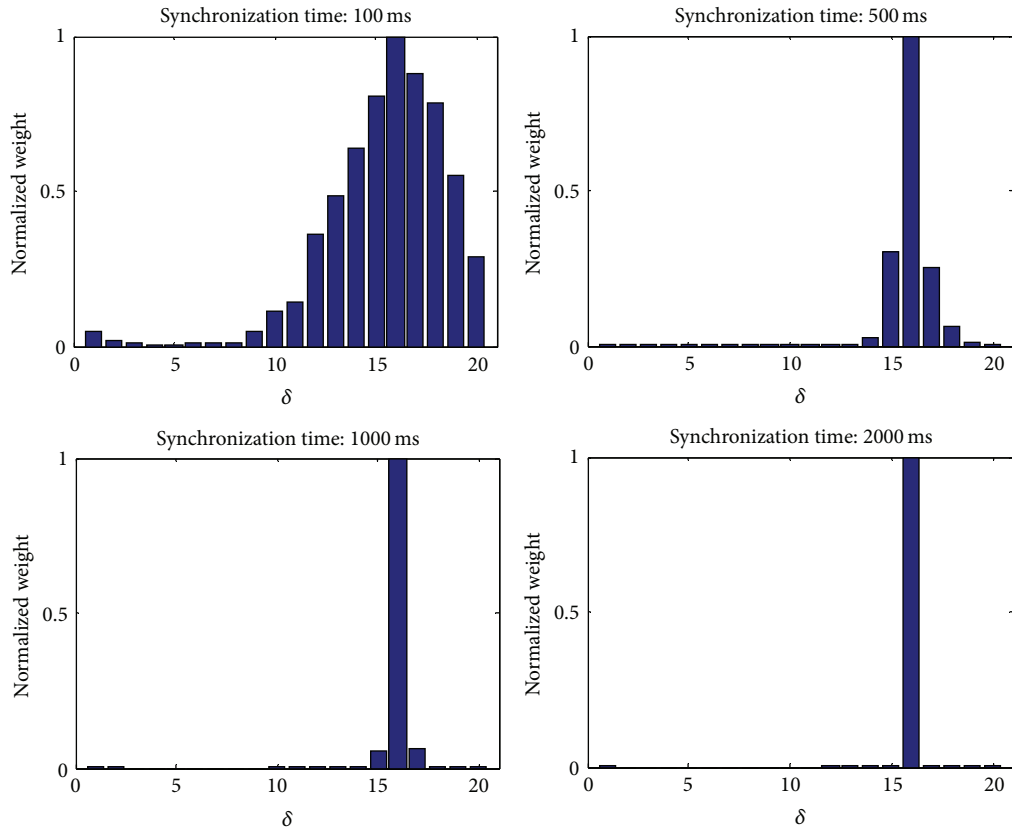 Synchronization time: 100 ms
1
0.5
0
Normalized weight
0
5
10
15
20
δ
Synchronization time: 500 ms
1
0.5
0
Normalized weight
0
5
10
15
20
δ
Synchronization time: 1000 ms
1
0.5
0
Normalized weight
0
5
10
15
20
δ
Synchronization time: 2000 ms
1
0.5
0
Normalized weight
0
5
10
15
20
δ